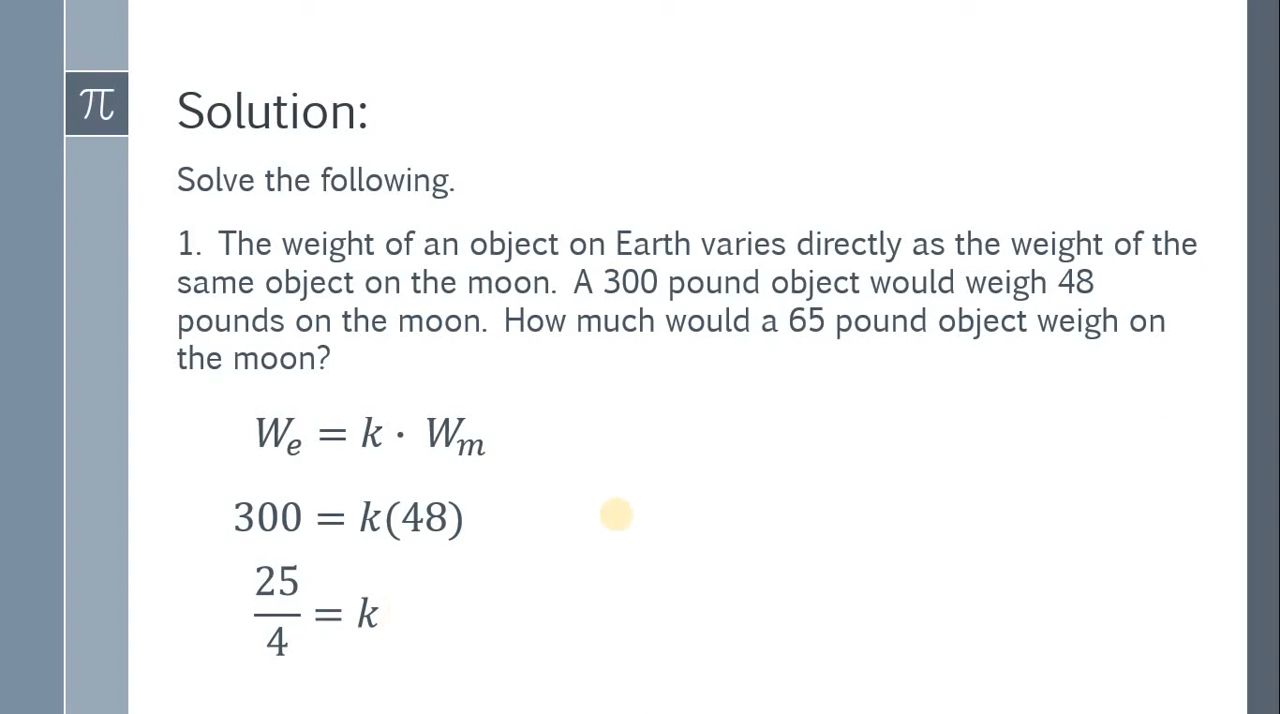 π
Solution:
Solve the following.
1. The weight of an object on Earth varies directly as the weight of the
same object on the moon. A 300 pound object would weigh 48
pounds on the moon. How much would a 65 pound object weigh on
the moon?
W_e = k · W_m
300 = k(48)
25/4 = k